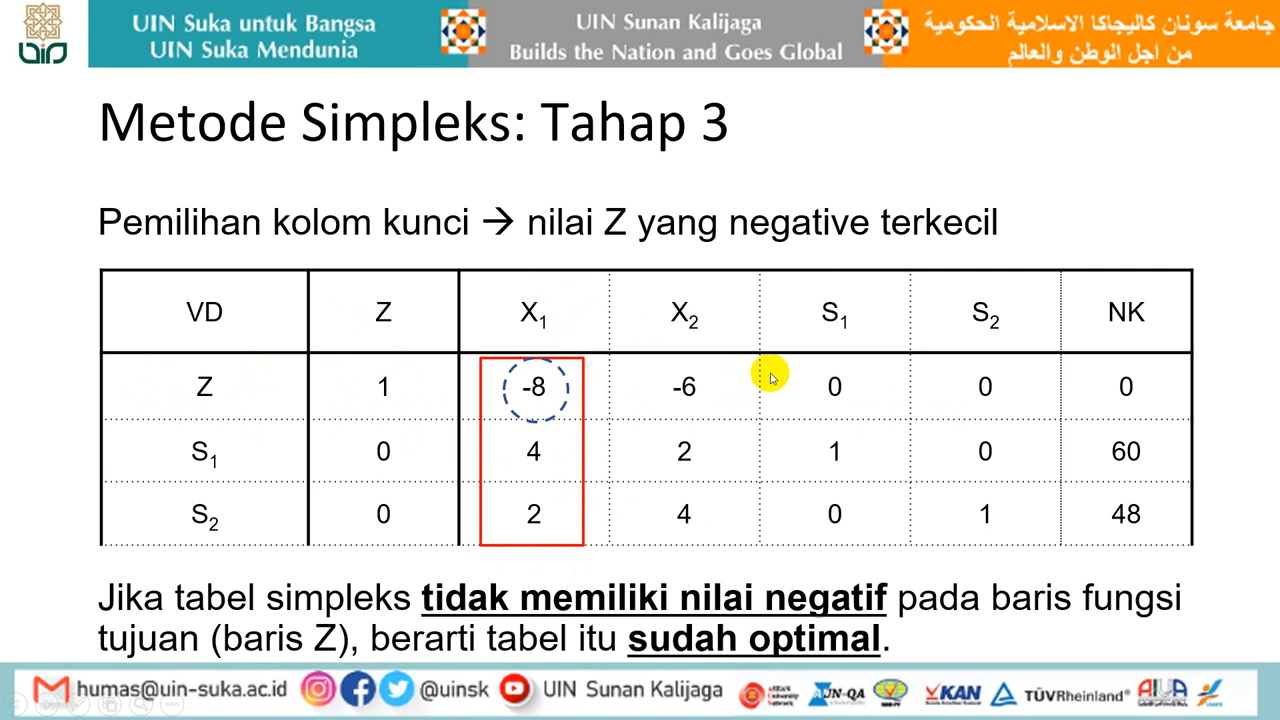 UIN Suka untuk Bangsa
UIN Suka Mendunia
UIN Sunan Kalijaga
Builds the Nation and Goes Global
جامعة سونان كاليجاكا الاسلامية الحكومية
من اجل الوطن والعالم
Metode Simpleks: Tahap 3
Pemilihan kolom kunci → nilai Z yang negative terkecil
VD Z X₁ X₂ S₁ S₂ NK
Z 1 -8 -6 0 0 0
S₁ 0 4 2 1 0 60
S₂ 0 2 4 0 1 48
Jika tabel simpleks tidak memiliki nilai negatif pada baris fungsi
tujuan (baris Z), berarti tabel itu sudah optimal.
humas@uin-suka.ac.id @uinsk UIN Sunan Kalijaga
KAN TÜVRheinland®